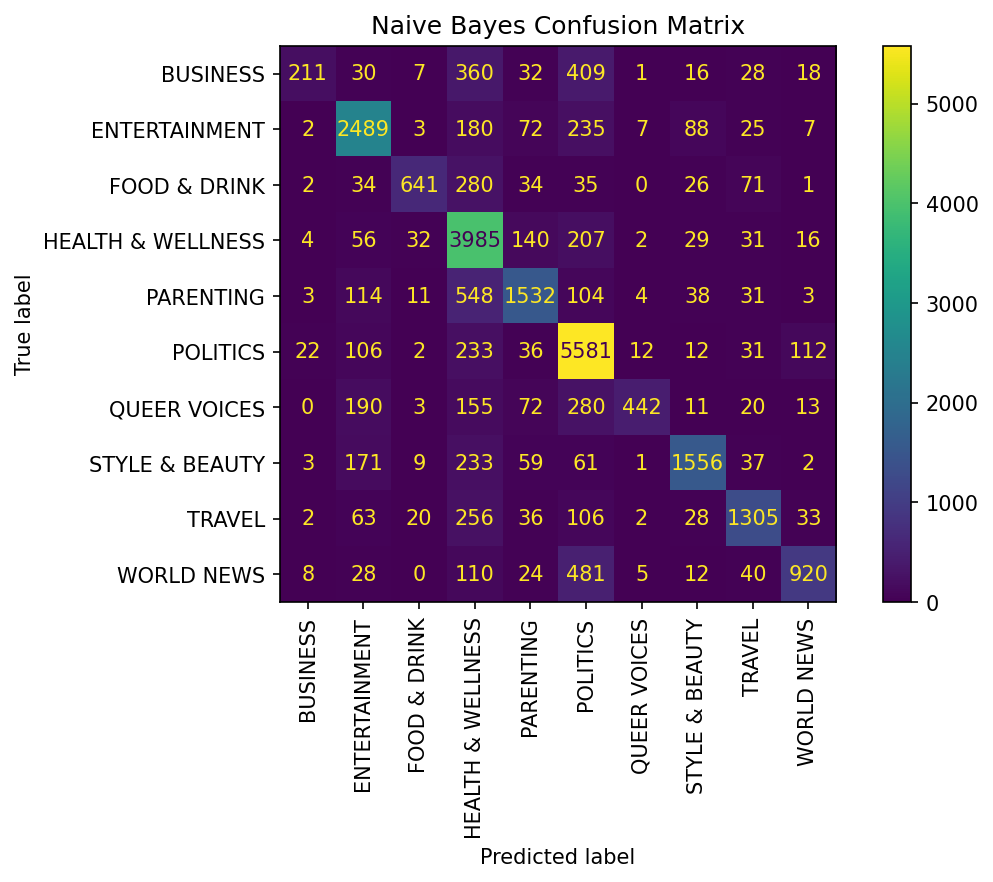 Naive Bayes Confusion Matrix
True label
BUSINESS 211 30 7 360 32 409 1 16 28 18
ENTERTAINMENT 2 2489 3 180 72 235 7 88 25 7
FOOD & DRINK 2 34 641 280 34 35 0 26 71 1
HEALTH & WELLNESS 4 56 32 3985 140 207 2 29 31 16
PARENTING 3 114 11 548 1532 104 4 38 31 3
POLITICS 22 106 2 233 36 5581 12 12 31 112
QUEER VOICES 0 190 3 155 72 280 442 11 20 13
STYLE & BEAUTY 3 171 9 233 59 61 1 1556 37 2
TRAVEL 2 63 20 256 36 106 2 28 1305 33
WORLD NEWS 8 28 0 110 24 481 5 12 40 920
BUSINESS
ENTERTAINMENT
FOOD & DRINK
HEALTH & WELLNESS
PARENTING
POLITICS
QUEER VOICES
STYLE & BEAUTY
TRAVEL
WORLD NEWS
Predicted label
5000
4000
3000
2000
1000
0